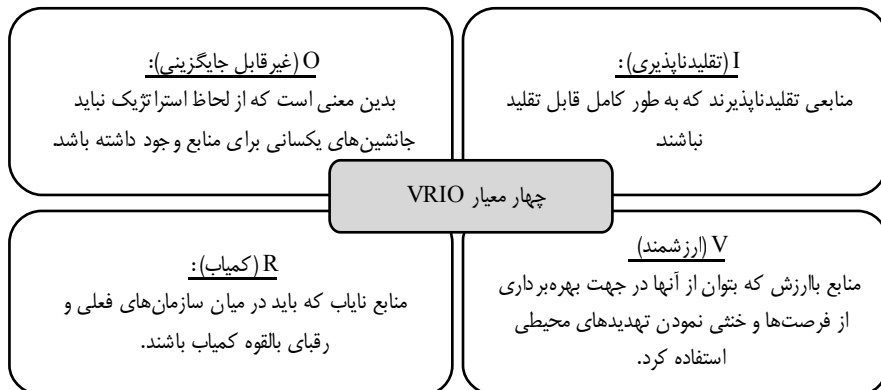 I (تقلیدناپذیری):
منابعی تقلیدناپذیرند که به طور کامل قابل تقلید
نباشند.
O (غیرقابل جایگزینی):
بدین معنی است که از لحاظ استراتژیک نباید
جانشین‌های یکسانی برای منابع وجود داشته باشد.
چهار معیار VRIO
V (ارزشمند)
منابع باارزش که بتوان از آنها در جهت بهره‌برداری
از فرصت‌ها و خنثی نمودن تهدیدهای محیطی
استفاده کرد.
R (کمیاب):
منابع نایاب که باید در میان سازمان‌های فعلی و
رقبای بالقوه کمیاب باشند.